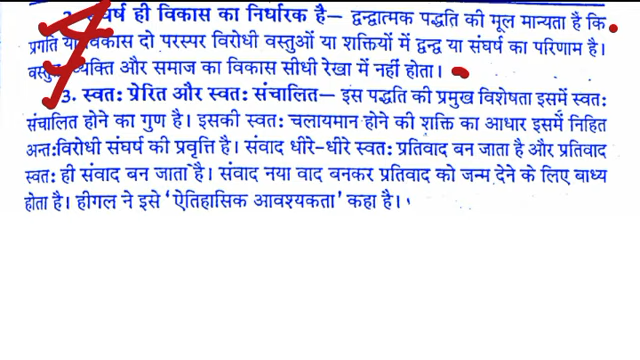 2. संघर्ष ही विकास का निर्धारक है— द्वन्द्वात्मक पद्धति की मूल मान्यता है कि
प्रगति या विकास दो परस्पर विरोधी वस्तुओं या शक्तियों में द्वन्द्व या संघर्ष का परिणाम है।
वस्तु, व्यक्ति और समाज का विकास सीधी रेखा में नहीं होता।
3. स्वत: प्रेरित और स्वत: संचालित— इस पद्धति की प्रमुख विशेषता इसमें स्वत:
संचालित होने का गुण है। इसकी स्वत: चलायमान होने की शक्ति का आधार इसमें निहित
अन्त:विरोधी संघर्ष की प्रवृत्ति है। संवाद धीरे-धीरे स्वत: प्रतिवाद बन जाता है और प्रतिवाद
स्वत: ही संवाद बन जाता है। संवाद नया वाद बनकर प्रतिवाद को जन्म देने के लिए बाध्य
होता है। हीगल ने इसे ‘ऐतिहासिक आवश्यकता’ कहा है।